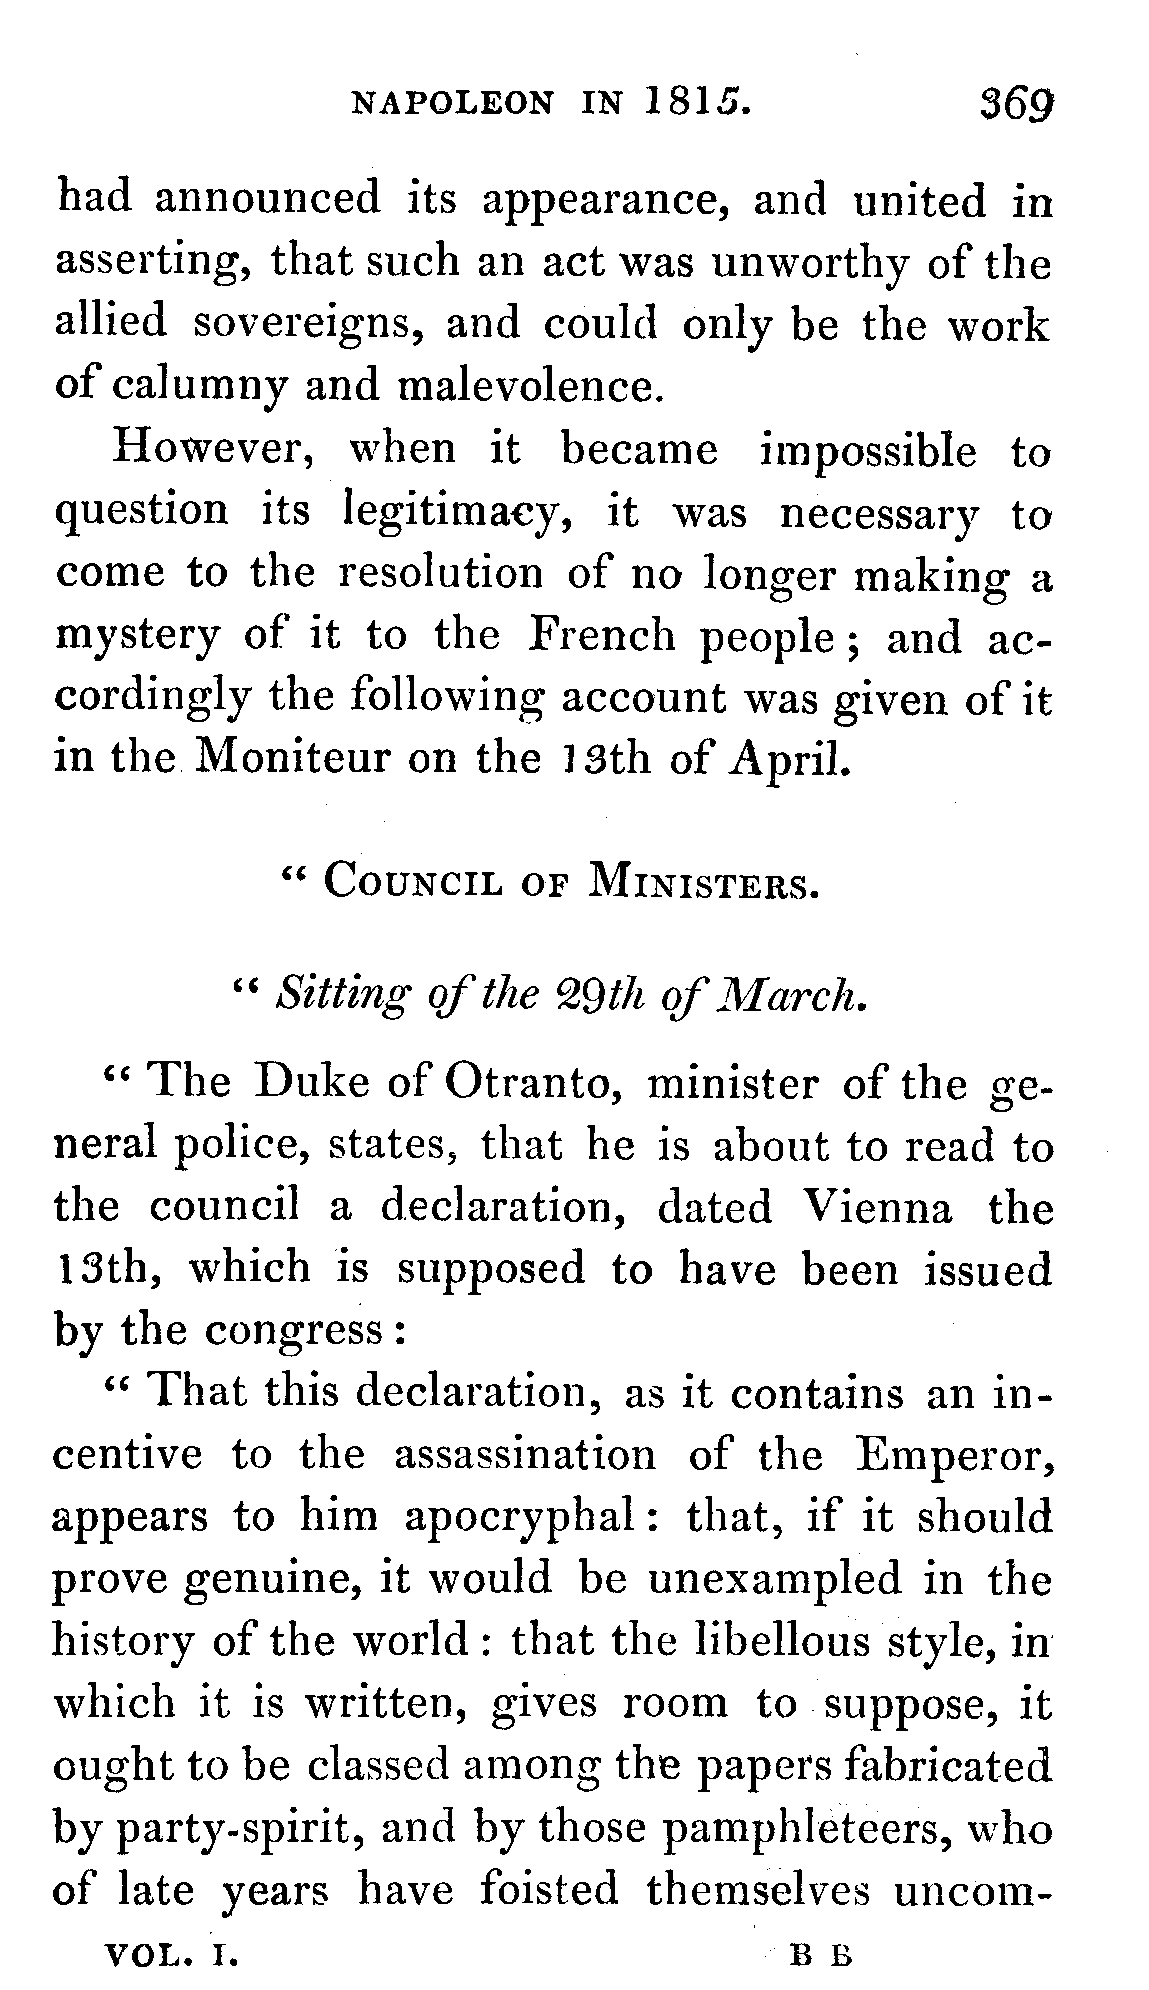 NAPOLEON IN 1815. 369
had announced its appearance, and united in
asserting, that such an act was unworthy of the
allied sovereigns, and could only be the work
of calumny and malevolence.
However, when it became impossible to
question its legitimacy, it was necessary to
come to the resolution of no longer making a
mystery of it to the French people; and ac-
cordingly the following account was given of it
in the Moniteur on the 13th of April.
“ COUNCIL OF MINISTERS.
“ Sitting of the 29th of March.
“ The Duke of Otranto, minister of the ge-
neral police, states, that he is about to read to
the council a declaration, dated Vienna the
13th, which is supposed to have been issued
by the congress:
“ That this declaration, as it contains an in-
centive to the assassination of the Emperor,
appears to him apocryphal: that, if it should
prove genuine, it would be unexampled in the
history of the world: that the libellous style, in
which it is written, gives room to suppose, it
ought to be classed among the papers fabricated
by party-spirit, and by those pamphleteers, who
of late years have foisted themselves uncom-
VOL. I. B B